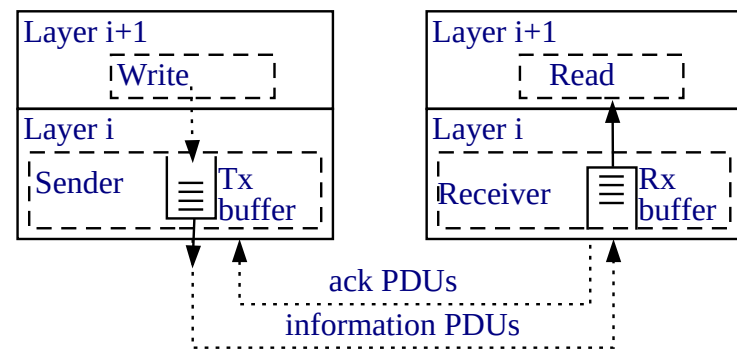 Layer i+1
Write
Layer i
Sender
Tx
buffer
Layer i+1
Read
Layer i
Receiver
Rx
buffer
ack PDUs
information PDUs